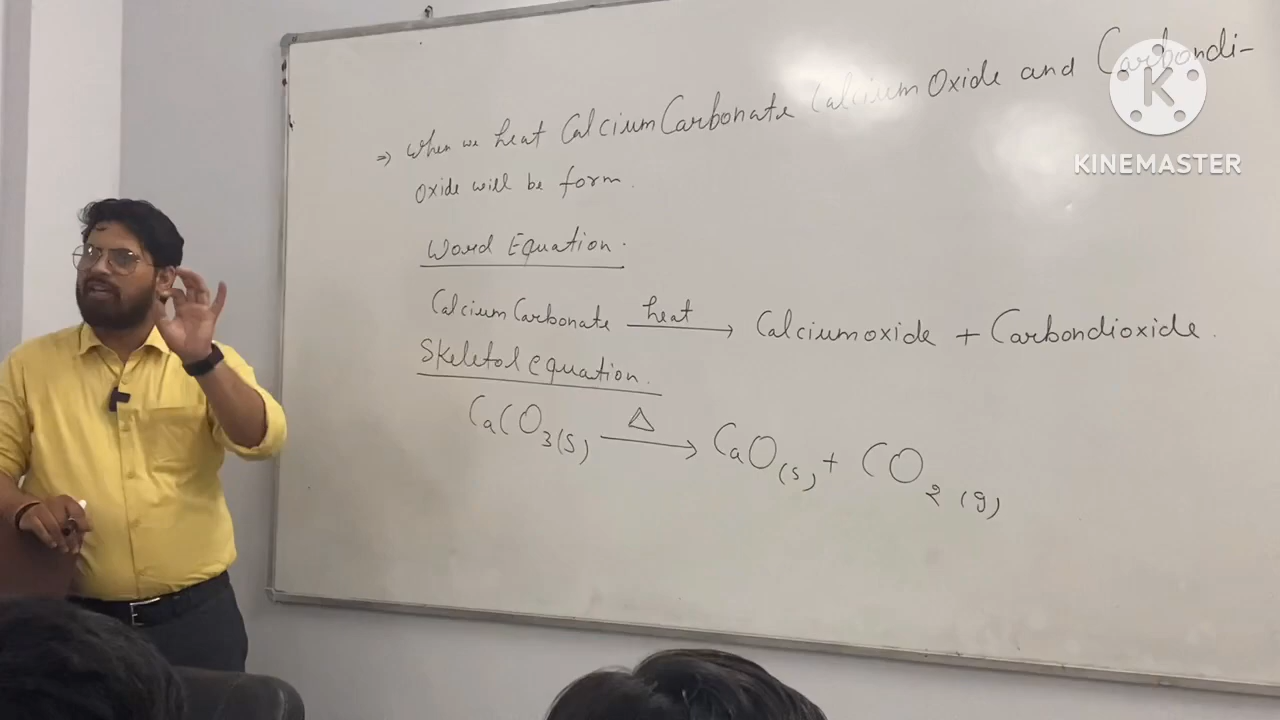 ⇒ When we heat Calcium Carbonate Calcium Oxide and Carbondi-
oxide will be form.
Word Equation.
Calcium Carbonate heat → Calciumoxide + Carbondioxide.
Skeletol equation.
CaCO3(s) △ → CaO(s) + CO2(g)
K
KINEMASTER